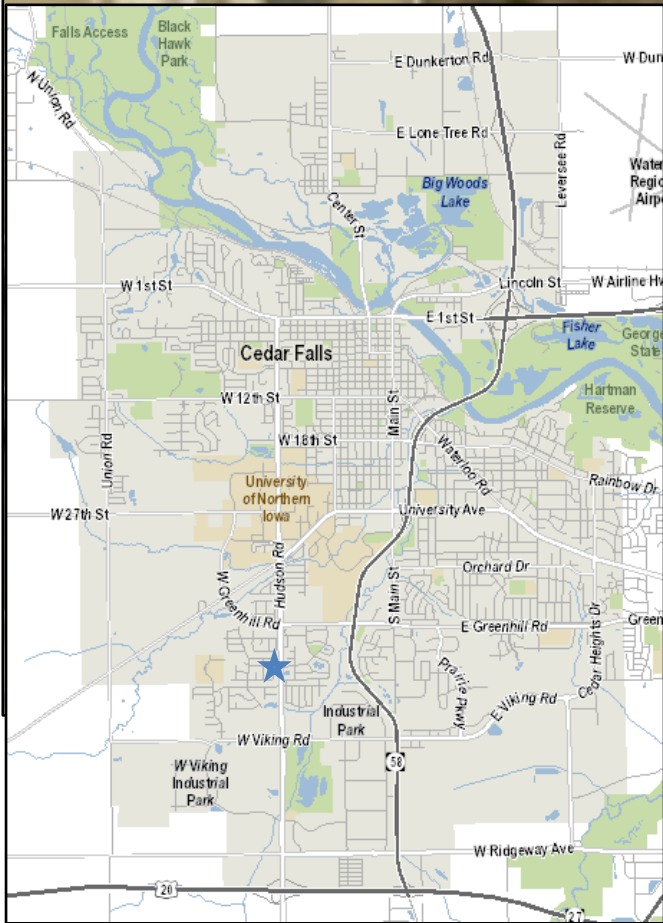 Falls Access
Black
Hawk
Park
E Dunkerton Rd
W Dun
N Union Rd
E Lone Tree Rd
Leversee Rd
Water
Regio
Airpo
Big Woods
Lake
Center St
W 1st St
Lincoln St
W Airline Hw
E 1st St
Fisher
Lake
George
State
Cedar Falls
Hartman
Reserve
W 12th St
Main St
W 18th St
Union Rd
Waterloo Rd
Rainbow Dr
University
of Northern
Iowa
W 27th St
University Ave
Hudson Rd
Orchard Dr
W Greenhill Rd
S Main St
E Greenhill Rd
Green
Cedar Heights Dr
Prairie Pkwy
E Viking Rd
Industrial
Park
W Viking Rd
58
W Viking
Industrial
Park
W Ridgeway Ave
20
27